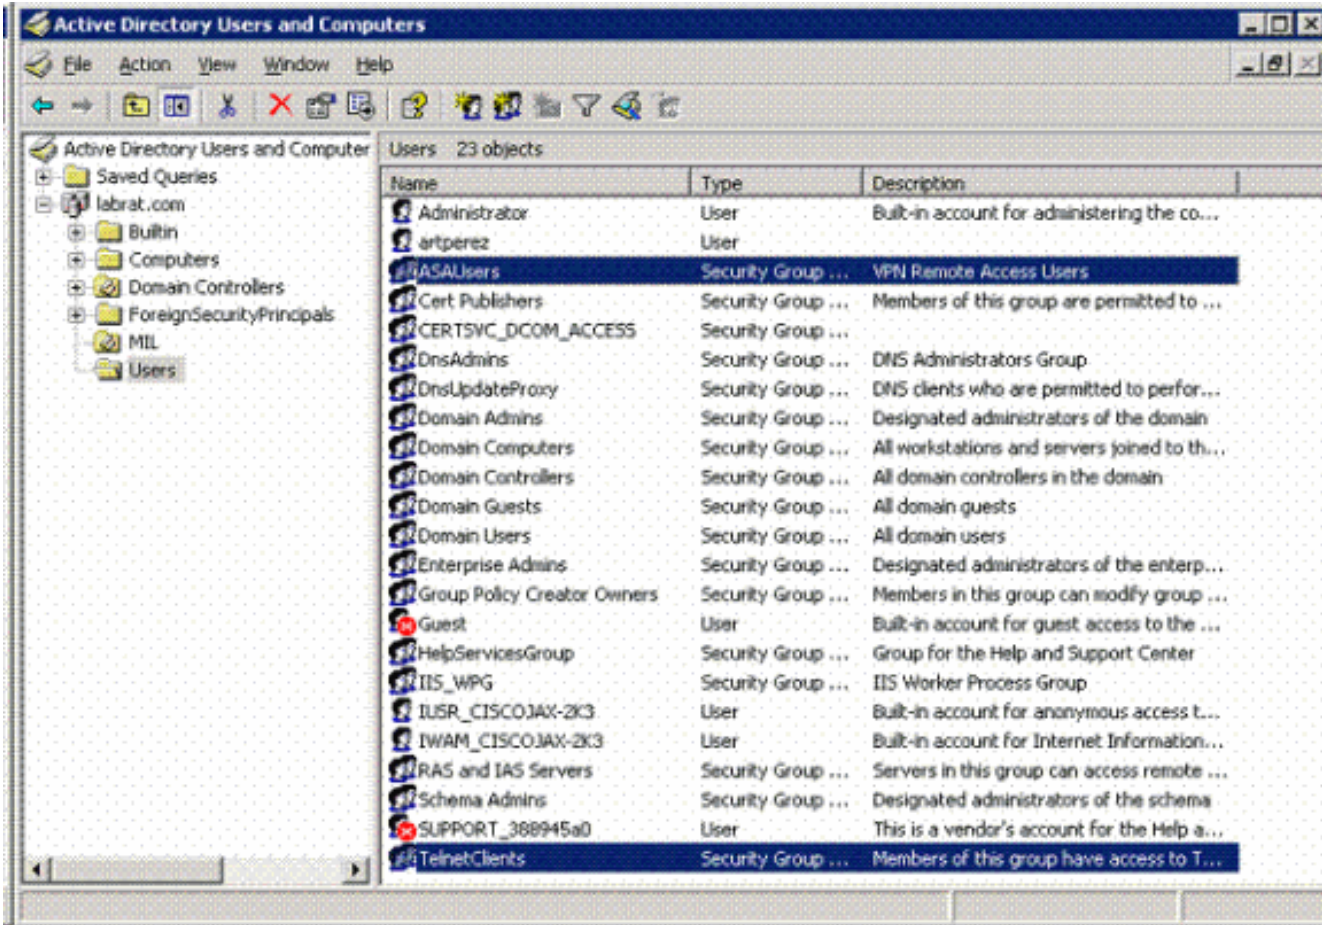 Active Directory Users and Computers
File Action View Window Help
Active Directory Users and Computer
Saved Queries
labrat.com
Builtin
Computers
Domain Controllers
ForeignSecurityPrincipals
MIL
Users
Users 23 objects
Name Type Description
Administrator User Built-in account for administering the co...
artperez User
ASAUsers Security Group ... VPN Remote Access Users
Cert Publishers Security Group ... Members of this group are permitted to ...
CERTSVC_DCOM_ACCESS Security Group ...
DnsAdmins Security Group ... DNS Administrators Group
DnsUpdateProxy Security Group ... DNS clients who are permitted to perfor...
Domain Admins Security Group ... Designated administrators of the domain
Domain Computers Security Group ... All workstations and servers joined to th...
Domain Controllers Security Group ... All domain controllers in the domain
Domain Guests Security Group ... All domain guests
Domain Users Security Group ... All domain users
Enterprise Admins Security Group ... Designated administrators of the enterp...
Group Policy Creator Owners Security Group ... Members in this group can modify group ...
Guest User Built-in account for guest access to the ...
HelpServicesGroup Security Group ... Group for the Help and Support Center
IIS_WPG Security Group ... IIS Worker Process Group
IUSR_CISCOJAX-2K3 User Built-in account for anonymous access t...
IWAM_CISCOJAX-2K3 User Built-in account for Internet Information...
RAS and IAS Servers Security Group ... Servers in this group can access remote ...
Schema Admins Security Group ... Designated administrators of the schema
SUPPORT_388945a0 User This is a vendor's account for the Help a...
TelnetClients Security Group ... Members of this group have access to T...